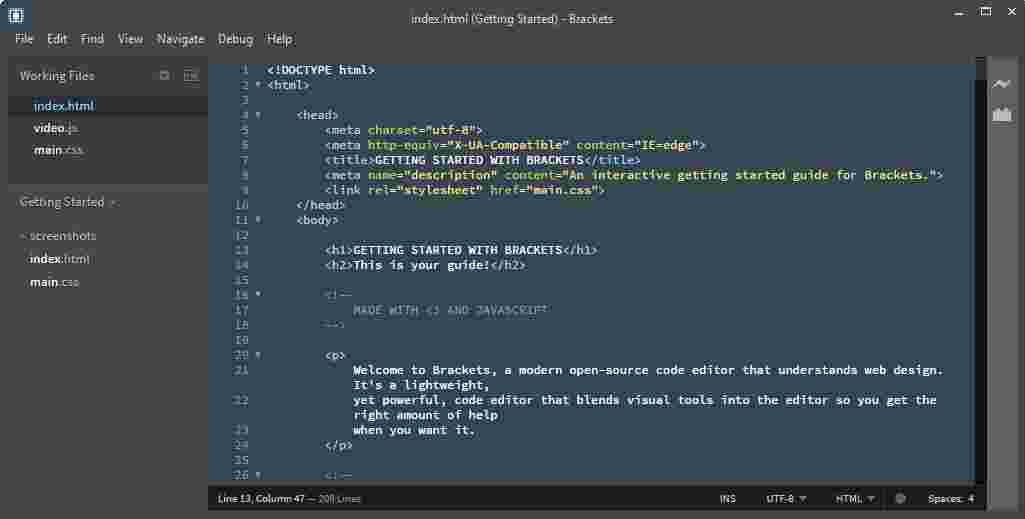 index.html (Getting Started) - Brackets
File Edit Find View Navigate Debug Help
Working Files
index.html
video.js
main.css
Getting Started
screenshots
index.html
main.css
1 <!DOCTYPE html>
2 <html>
3
4 <head>
5 <meta charset="utf-8">
6 <meta http-equiv="X-UA-Compatible" content="IE=edge">
7 <title>GETTING STARTED WITH BRACKETS</title>
8 <meta name="description" content="An interactive getting started guide for Brackets.">
9 <link rel="stylesheet" href="main.css">
10 </head>
11 <body>
12
13 <h1>GETTING STARTED WITH BRACKETS</h1>
14 <h2>This is your guide!</h2>
15
16 <!--
17 MADE WITH <3 AND JAVASCRIPT
18 -->
19
20 <p>
21 Welcome to Brackets, a modern open-source code editor that understands web design.
It's a lightweight,
22 yet powerful, code editor that blends visual tools into the editor so you get the
right amount of help
23 when you want it.
24 </p>
25
26 <!--
Line 13, Column 47 — 209 Lines
INS UTF-8 HTML Spaces: 4